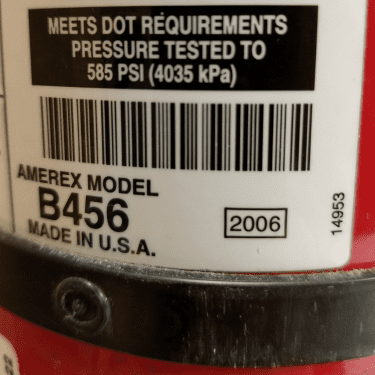 MEETS DOT REQUIREMENTS
PRESSURE TESTED TO
585 PSI (4035 kPa)
AMEREX MODEL
B456
MADE IN U.S.A.
2006
14953